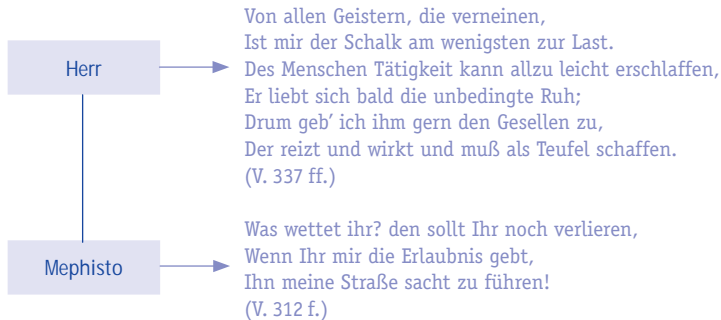 Herr
Von allen Geistern, die verneinen,
Ist mir der Schalk am wenigsten zur Last.
Des Menschen Tätigkeit kann allzu leicht erschlaffen,
Er liebt sich bald die unbedingte Ruh;
Drum geb’ ich ihm gern den Gesellen zu,
Der reizt und wirkt und muß als Teufel schaffen.
(V. 337 ff.)
Mephisto
Was wettet ihr? den sollt Ihr noch verlieren,
Wenn Ihr mir die Erlaubnis gebt,
Ihn meine Straße sacht zu führen!
(V. 312 f.)